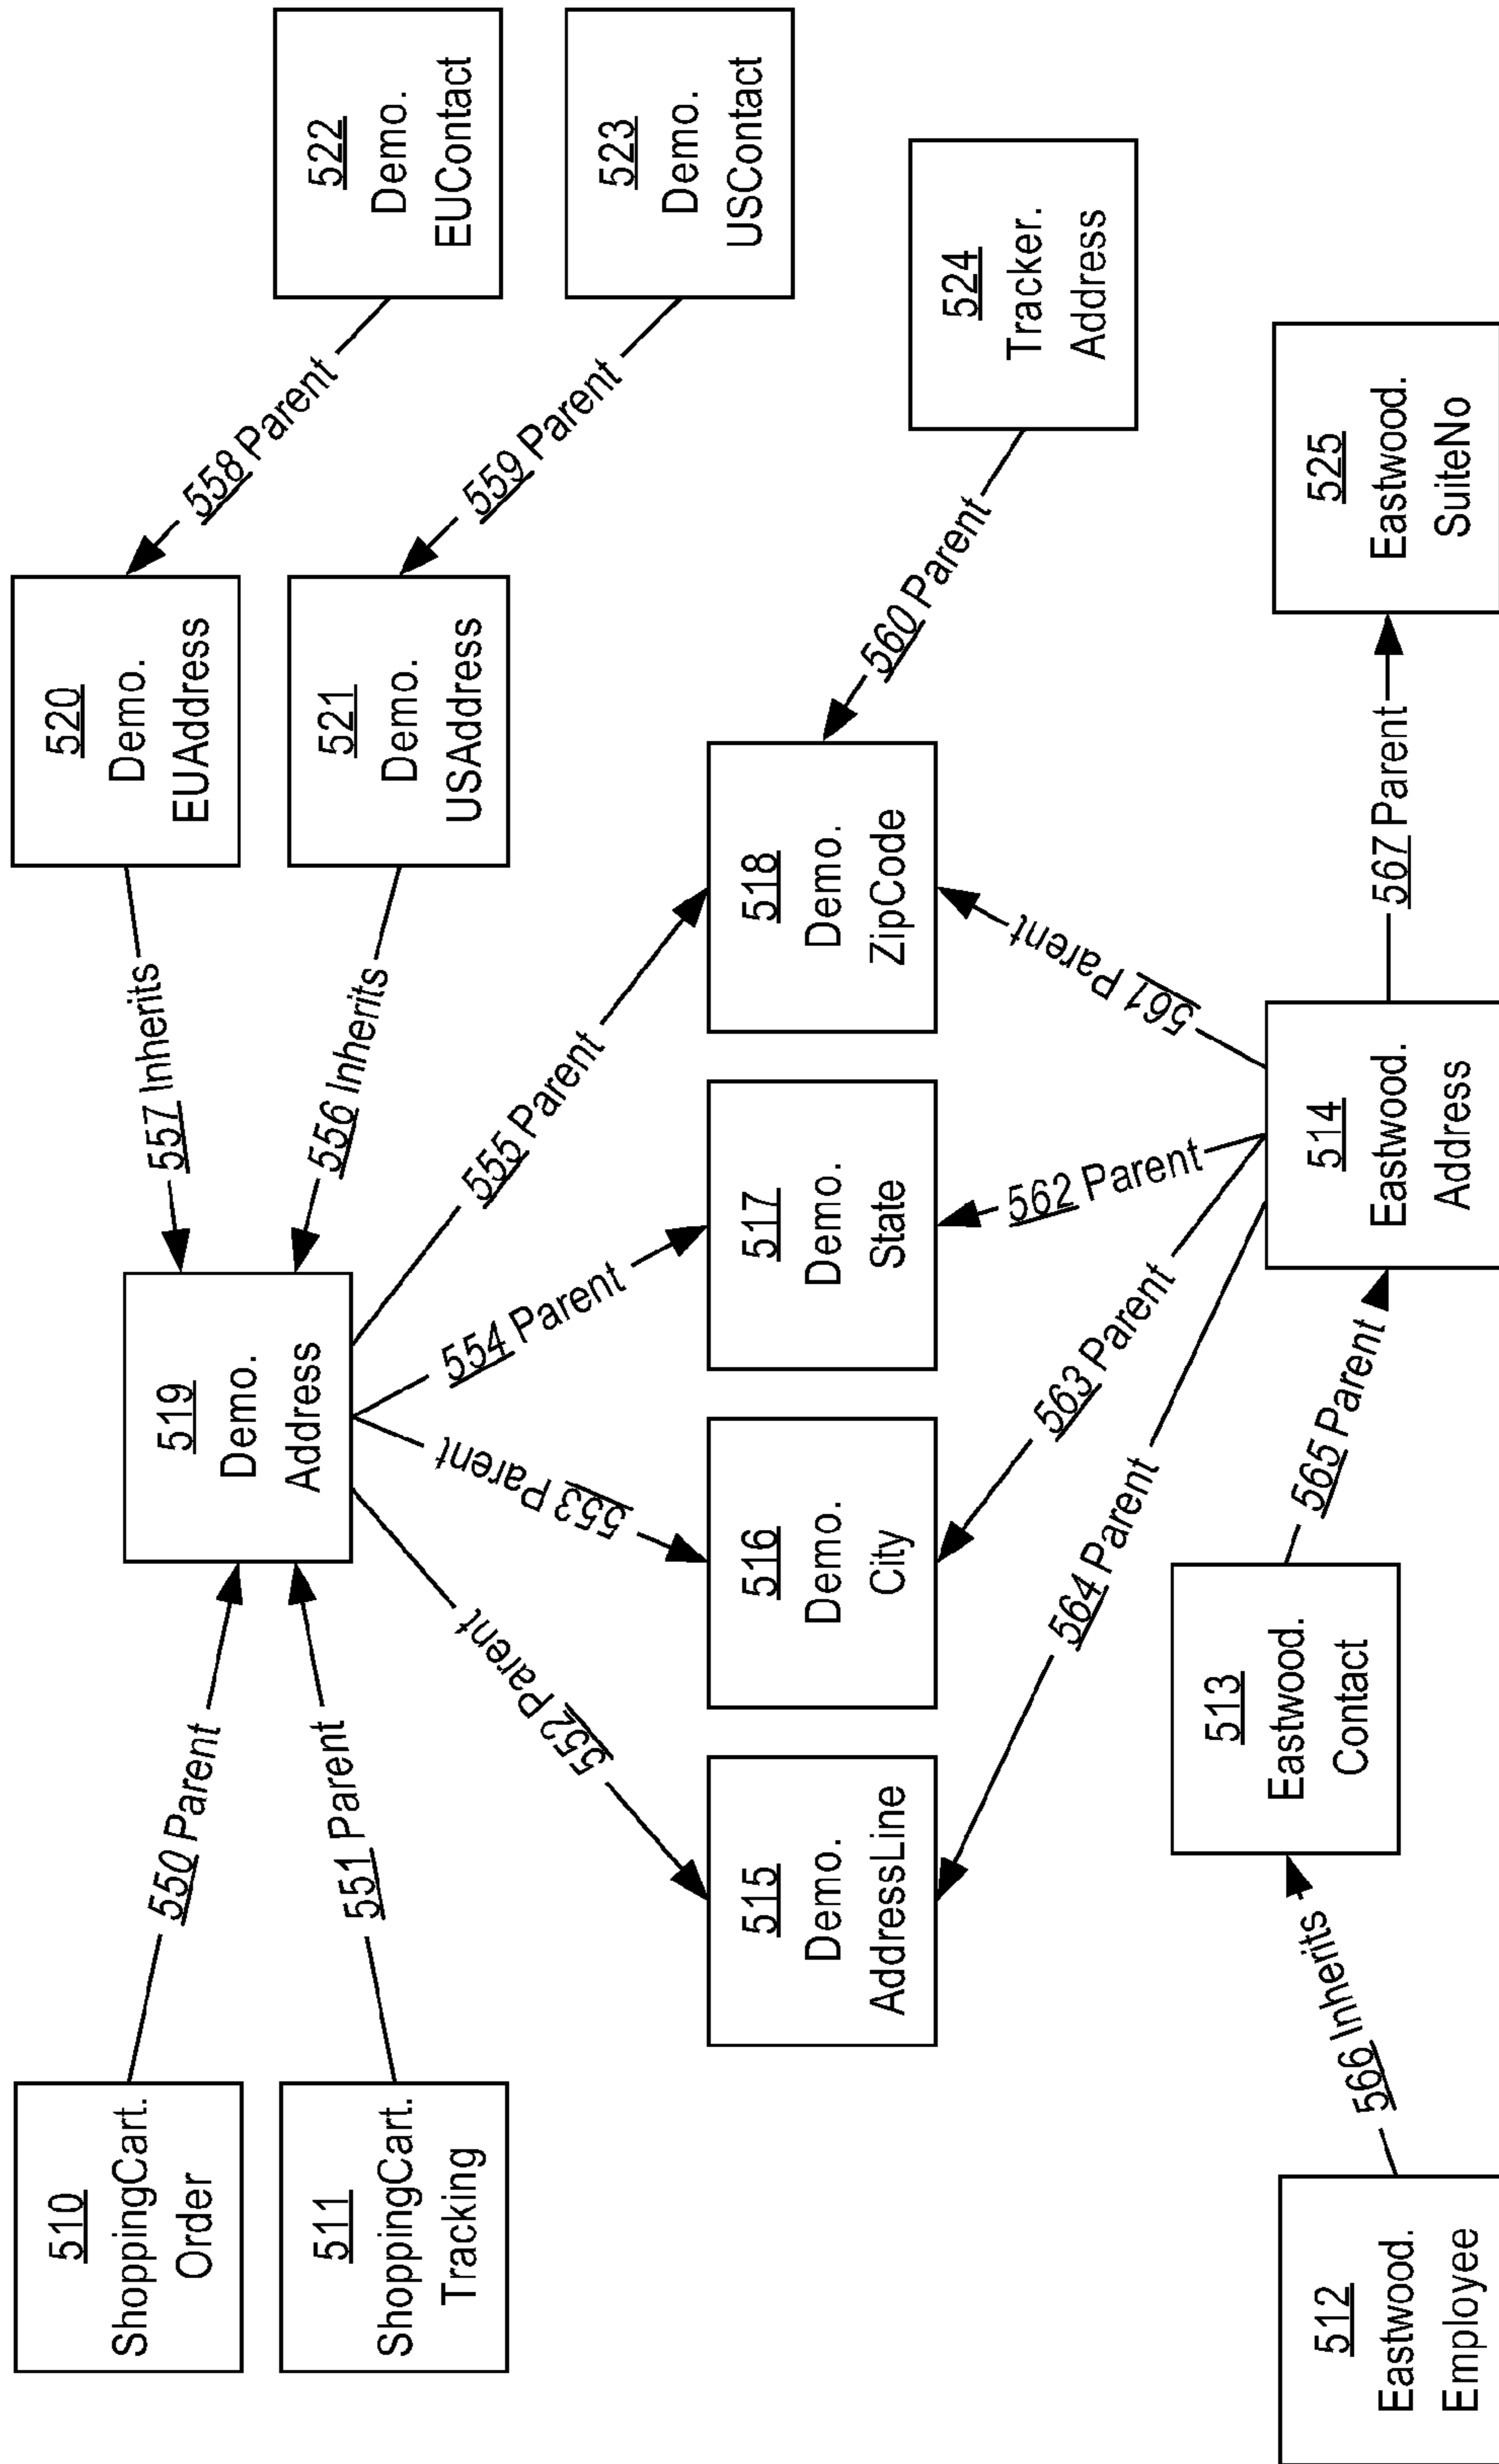 510
ShoppingCart.
Order
550 Parent
519
Demo.
Address
557 Inherits
520
Demo.
EUAddress
558 Parent
522
Demo.
EUContact
511
ShoppingCart.
Tracking
551 Parent
556 Inherits
521
Demo.
USAddress
559 Parent
523
Demo.
USContact
552 Parent
553 Parent
554 Parent
555 Parent
515
Demo.
AddressLine
516
Demo.
City
517
Demo.
State
518
Demo.
ZipCode
560 Parent
524
Tracker.
Address
564 Parent
563 Parent
562 Parent
561 Parent
512
Eastwood.
Employee
566 Inherits
513
Eastwood.
Contact
565 Parent
514
Eastwood.
Address
567 Parent
525
Eastwood.
SuiteNo